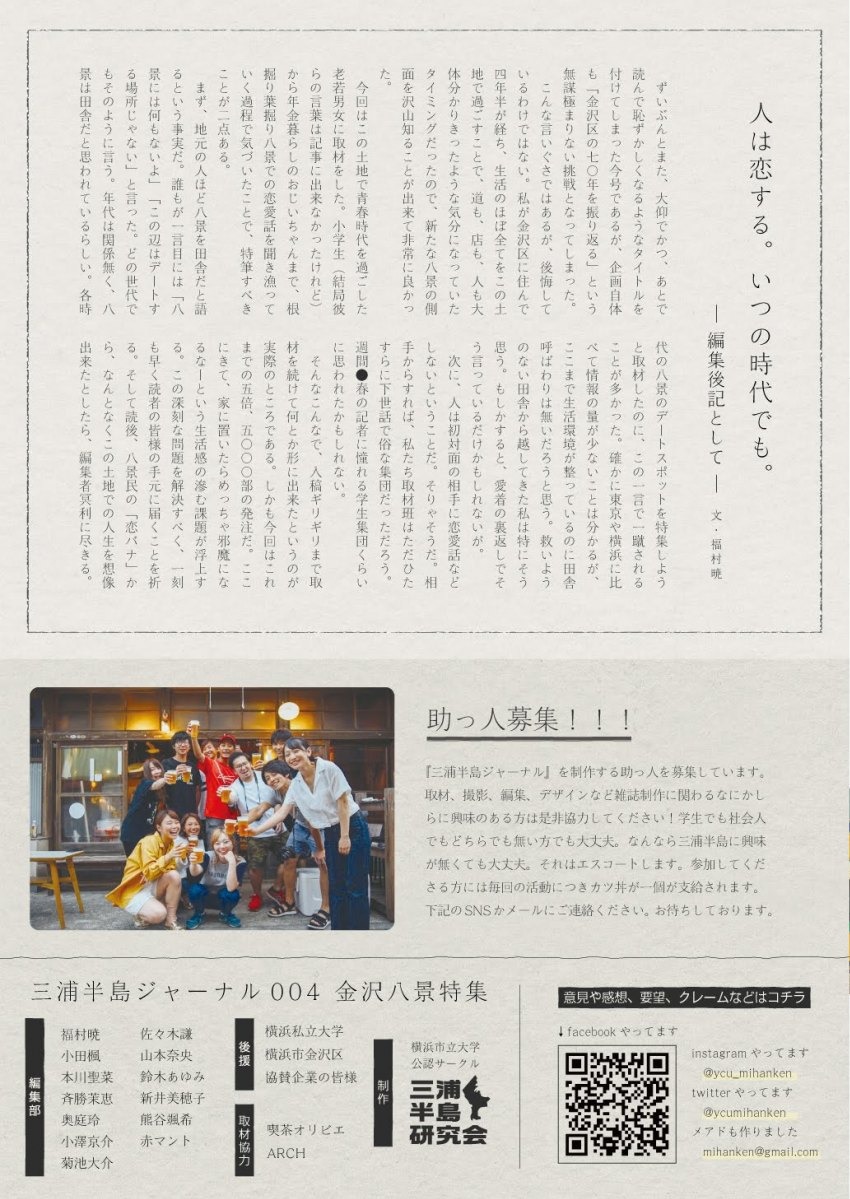 人は恋する。いつの時代でも。
―編集後記として―
文・福村暁
ずいぶんとまた、大仰でかつ、あとで
読んで恥ずかしくなるようなタイトルを
付けてしまった今号であるが、企画自体
も「金沢区の七〇年を振り返る」という
無謀極まりない挑戦となってしまった。
こんな言いぐさではあるが、後悔して
いるわけではない。私が金沢区に住んで
四年半が経ち、生活のほぼ全てをこの土
地で過ごすことで、道も、店も、人も大
体分かりきったような気分になっていた
タイミングだったので、新たな八景の側
面を沢山知ることが出来て非常に良かっ
た。
今回はこの土地で青春時代を過ごした
老若男女に取材をした。小学生（結局彼
らの言葉は記事に出来なかったけれど）
から年金暮らしのおじいちゃんまで、根
掘り葉掘り八景での恋愛話を聞き漁って
いく過程で気づいたことで、特筆すべき
ことが二点ある。
まず、地元の人ほど八景を田舎だと語
るという事実だ。誰もが一言目には「八
景には何もないよ」「この辺はデートす
る場所じゃない」と言った。どの世代で
もそのように言う。年代は関係無く、八
景は田舎だと思われているらしい。各時
代の八景のデートスポットを特集しよう
と取材したのに、この一言で一蹴される
ことが多かった。確かに東京や横浜に比
べて情報の量が少ないことは分かるが、
ここまで生活環境が整っているのに田舎
呼ばわりは無いだろうと思う。救いよう
のない田舎から越してきた私は特にそう
思う。もしかすると、愛着の裏返しでそ
う言っているだけかもしれないが。
次に、人は初対面の相手に恋愛話など
しないということだ。そりゃそうだ。相
手からすれば、私たち取材班はただひた
すらに下世話で俗な集団だっただろう。
週間●春の記者に憧れる学生集団くらい
に思われたかもしれない。
そんなこんなで、入稿ギリギリまで取
材を続けて何とか形に出来たというのが
実際のところである。しかも今回はこれ
までの五倍、五〇〇〇部の発注だ。ここ
にきて、家に置いたらめっちゃ邪魔にな
るなーという生活感の滲む課題が浮上す
る。この深刻な問題を解決すべく、一刻
も早く読者の皆様の手元に届くことを祈
る。そして読後、八景民の「恋バナ」か
ら、なんとなくこの土地での人生を想像
出来たとしたら、編集者冥利に尽きる。
助っ人募集！！！
『三浦半島ジャーナル』を制作する助っ人を募集しています。
取材、撮影、編集、デザインなど雑誌制作に関わるなにかし
らに興味のある方は是非協力してください！学生でも社会人
でもどちらでも無い方でも大丈夫。なんなら三浦半島に興味
が無くても大丈夫。それはエスコートします。参加してくだ
さる方には毎回の活動につきカツ丼が一個が支給されます。
下記のSNSかメールにご連絡ください。お待ちしております。
三浦半島ジャーナル 004 金沢八景特集
編集部
福村暁
小田楓
本川聖菜
斉勝茉恵
奥庭玲
小澤京介
菊池大介
佐々木謙
山本奈央
鈴木あゆみ
新井美穂子
熊谷颯希
赤マント
後援
横浜私立大学
横浜市金沢区
協賛企業の皆様
取材協力
喫茶オリビエ
ARCH
制作
横浜市立大学
公認サークル
三浦
半島
研究会
意見や感想、要望、クレームなどはコチラ
↓facebook やってます
instagram やってます
@ycu_mihanken
twitter やってます
@ycumihanken
メアドも作りました
mihanken@gmail.com